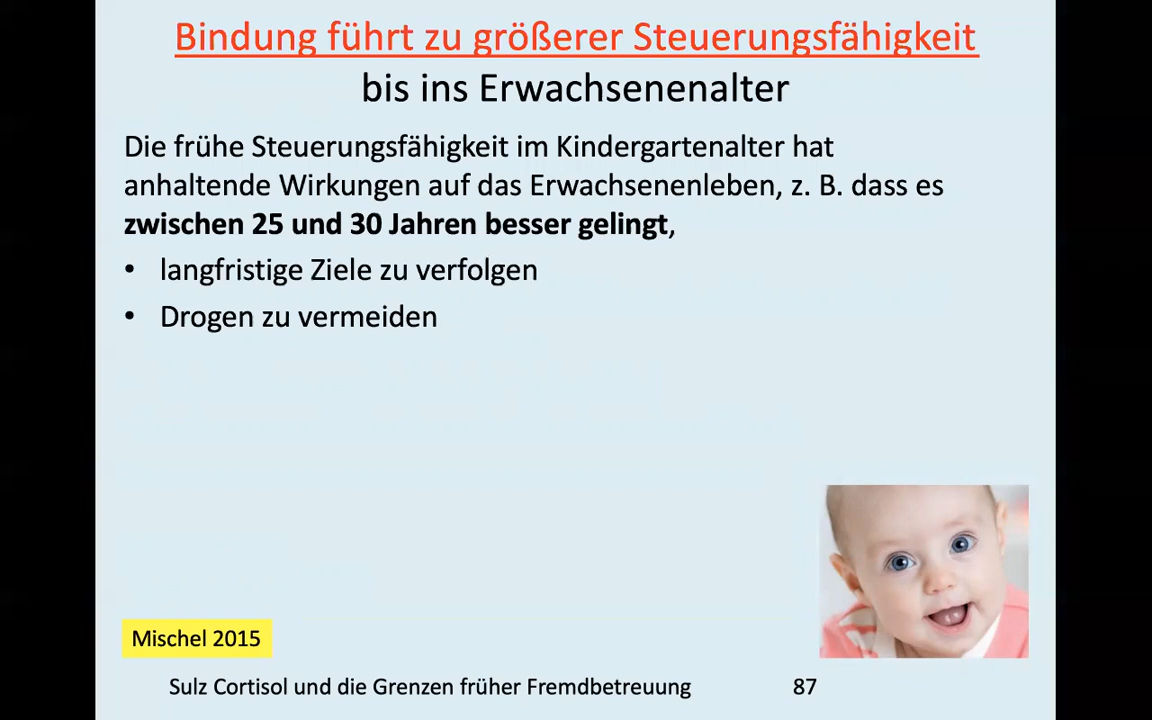 Bindung führt zu größerer Steuerungsfähigkeit
bis ins Erwachsenenalter
Die frühe Steuerungsfähigkeit im Kindergartenalter hat
anhaltende Wirkungen auf das Erwachsenenleben, z. B. dass es
zwischen 25 und 30 Jahren besser gelingt,
• langfristige Ziele zu verfolgen
• Drogen zu vermeiden
Mischel 2015
Sulz Cortisol und die Grenzen früher Fremdbetreuung 87